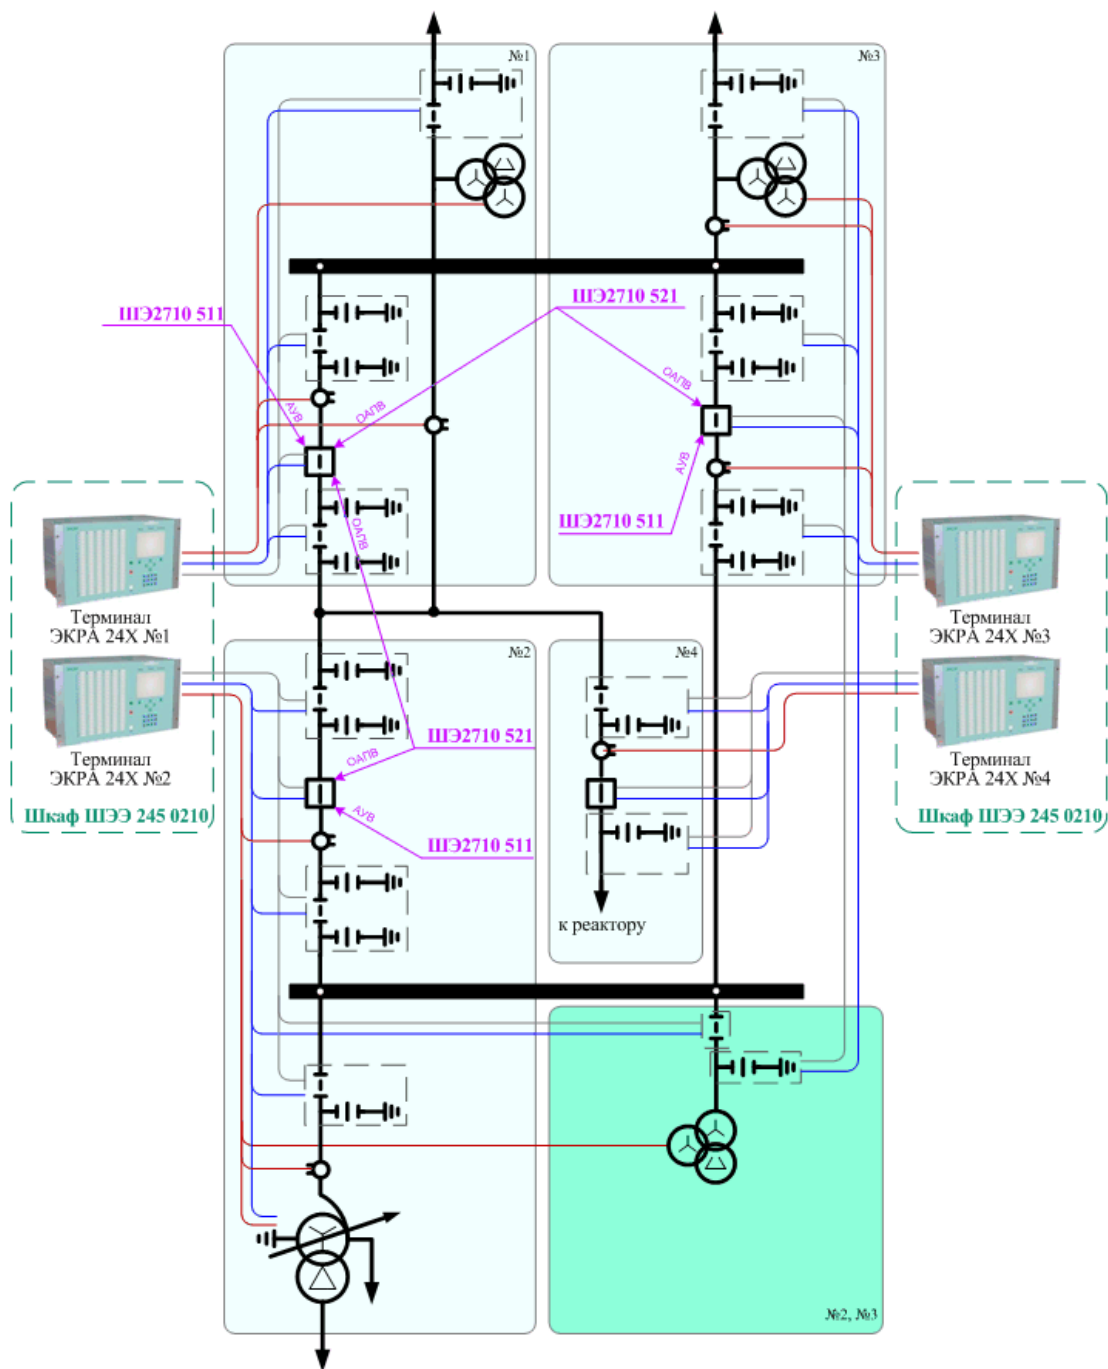 №1
№3
ШЭ2710 511
ШЭ2710 521
АУВ
ОАПВ
ОАПВ
АУВ
ОАПВ
ШЭ2710 511
Терминал
ЭКРА 24Х №1
Терминал
ЭКРА 24Х №3
№2
№4
ШЭ2710 521
ОАПВ
АУВ
ШЭ2710 511
Терминал
ЭКРА 24Х №2
Шкаф ШЭЭ 245 0210
Терминал
ЭКРА 24Х №4
Шкаф ШЭЭ 245 0210
к реактору
№2, №3